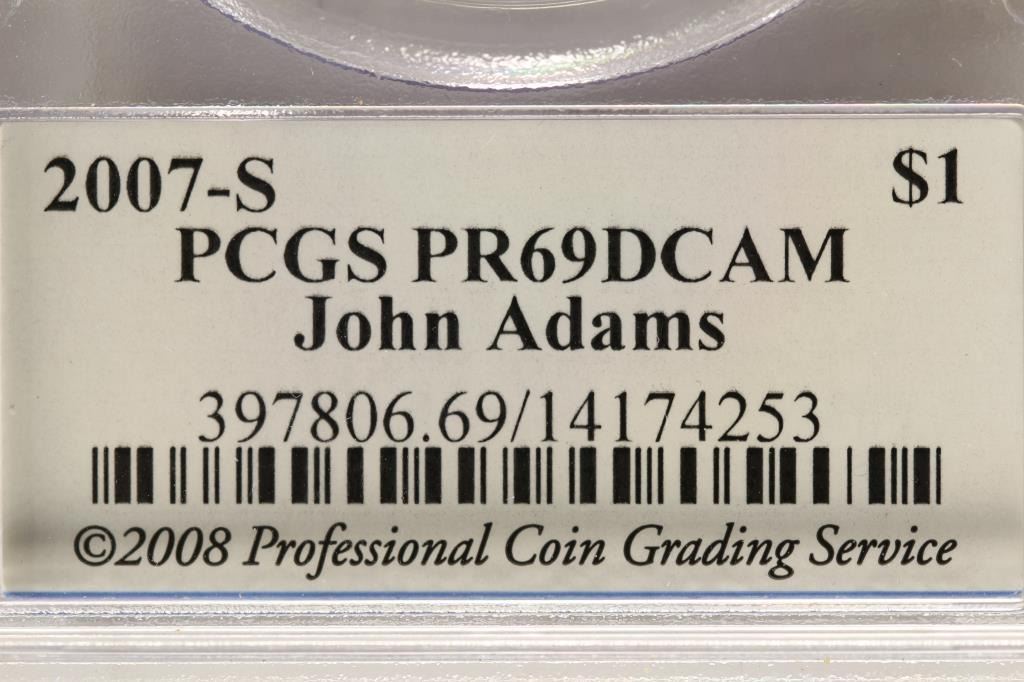 2007-S $1
PCGS PR69DCAM
John Adams
397806.69/14174253
©2008 Professional Coin Grading Service